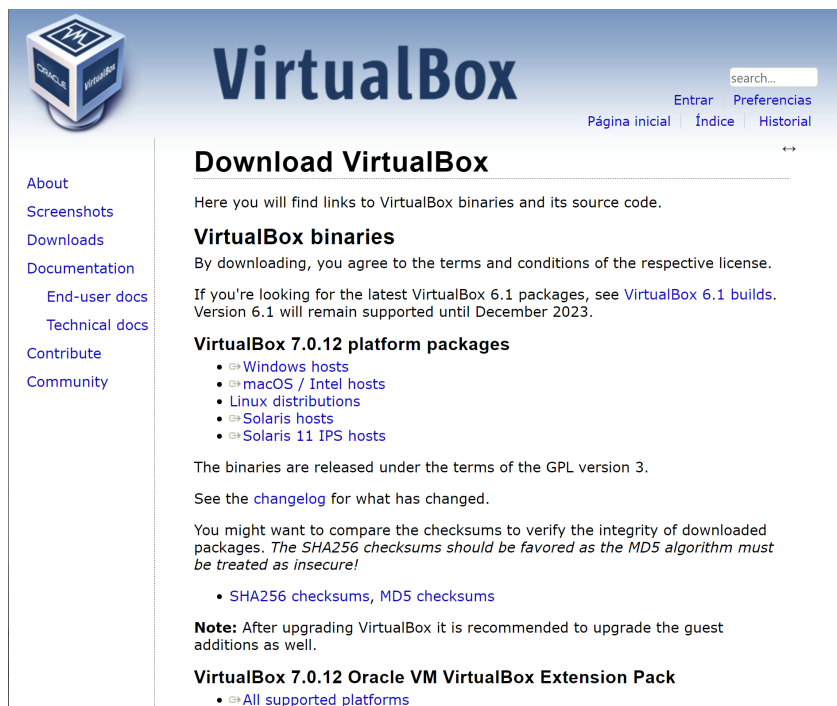 ORACLE
VirtualBox
VirtualBox
search...
Entrar Preferencias
Página inicial Índice Historial
About
Screenshots
Downloads
Documentation
End-user docs
Technical docs
Contribute
Community
Download VirtualBox
Here you will find links to VirtualBox binaries and its source code.
VirtualBox binaries
By downloading, you agree to the terms and conditions of the respective license.
If you're looking for the latest VirtualBox 6.1 packages, see VirtualBox 6.1 builds.
Version 6.1 will remain supported until December 2023.
VirtualBox 7.0.12 platform packages
• Windows hosts
• macOS / Intel hosts
• Linux distributions
• Solaris hosts
• Solaris 11 IPS hosts
The binaries are released under the terms of the GPL version 3.
See the changelog for what has changed.
You might want to compare the checksums to verify the integrity of downloaded
packages. The SHA256 checksums should be favored as the MD5 algorithm must
be treated as insecure!
• SHA256 checksums, MD5 checksums
Note: After upgrading VirtualBox it is recommended to upgrade the guest
additions as well.
VirtualBox 7.0.12 Oracle VM VirtualBox Extension Pack
• All supported platforms